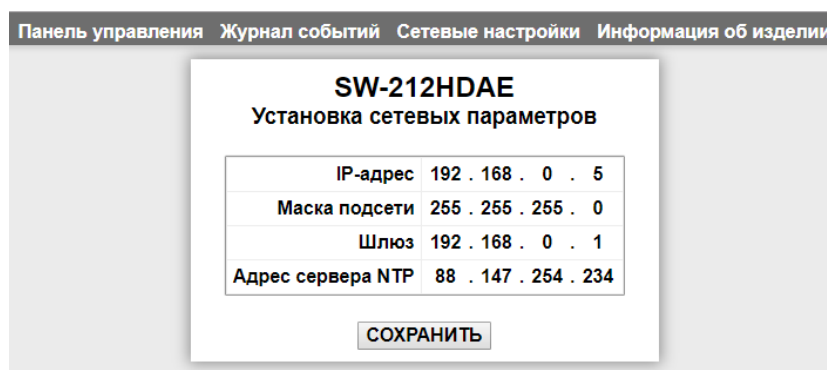 Панель управления Журнал событий Сетевые настройки Информация об изделии
SW-212HDAE
Установка сетевых параметров
IP-адрес 192 . 168 . 0 . 5
Маска подсети 255 . 255 . 255 . 0
Шлюз 192 . 168 . 0 . 1
Адрес сервера NTP 88 . 147 . 254 . 234
СОХРАНИТЬ